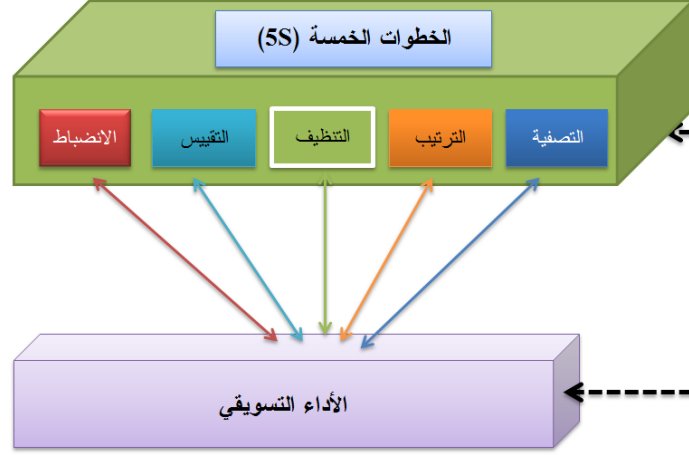 الخطوات الخمسة (5S)
التصفية
الترتيب
التنظيف
التقييس
الانضباط
الأداء التسويقي